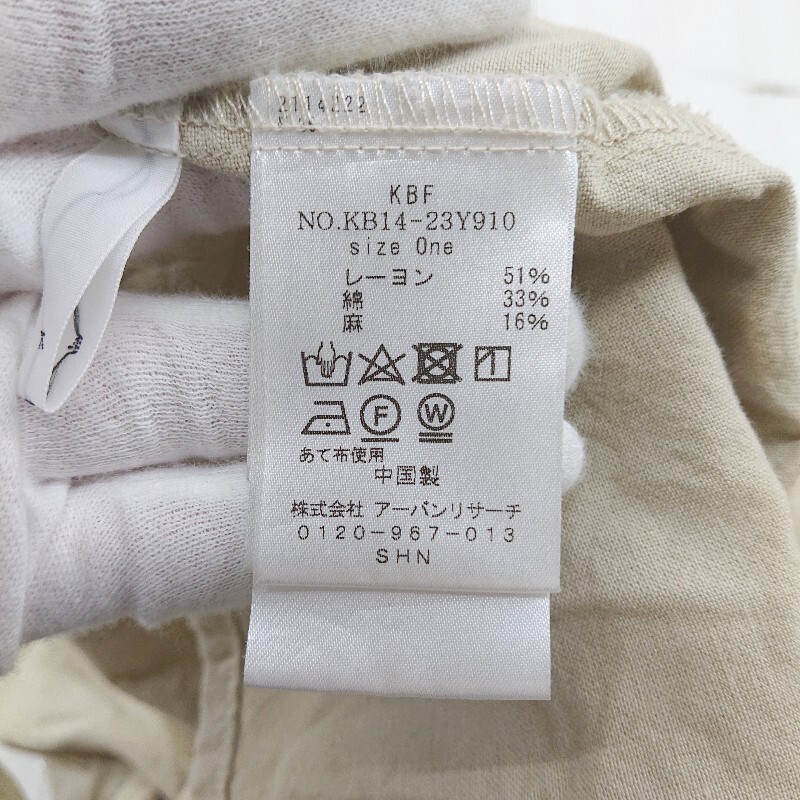 2114J22
KBF
NO.KB14-23Y910
size One
レーヨン 51%
綿 33%
麻 16%
F W
あて布使用
中国製
株式会社 アーバンリサーチ
0120-967-013
SHN